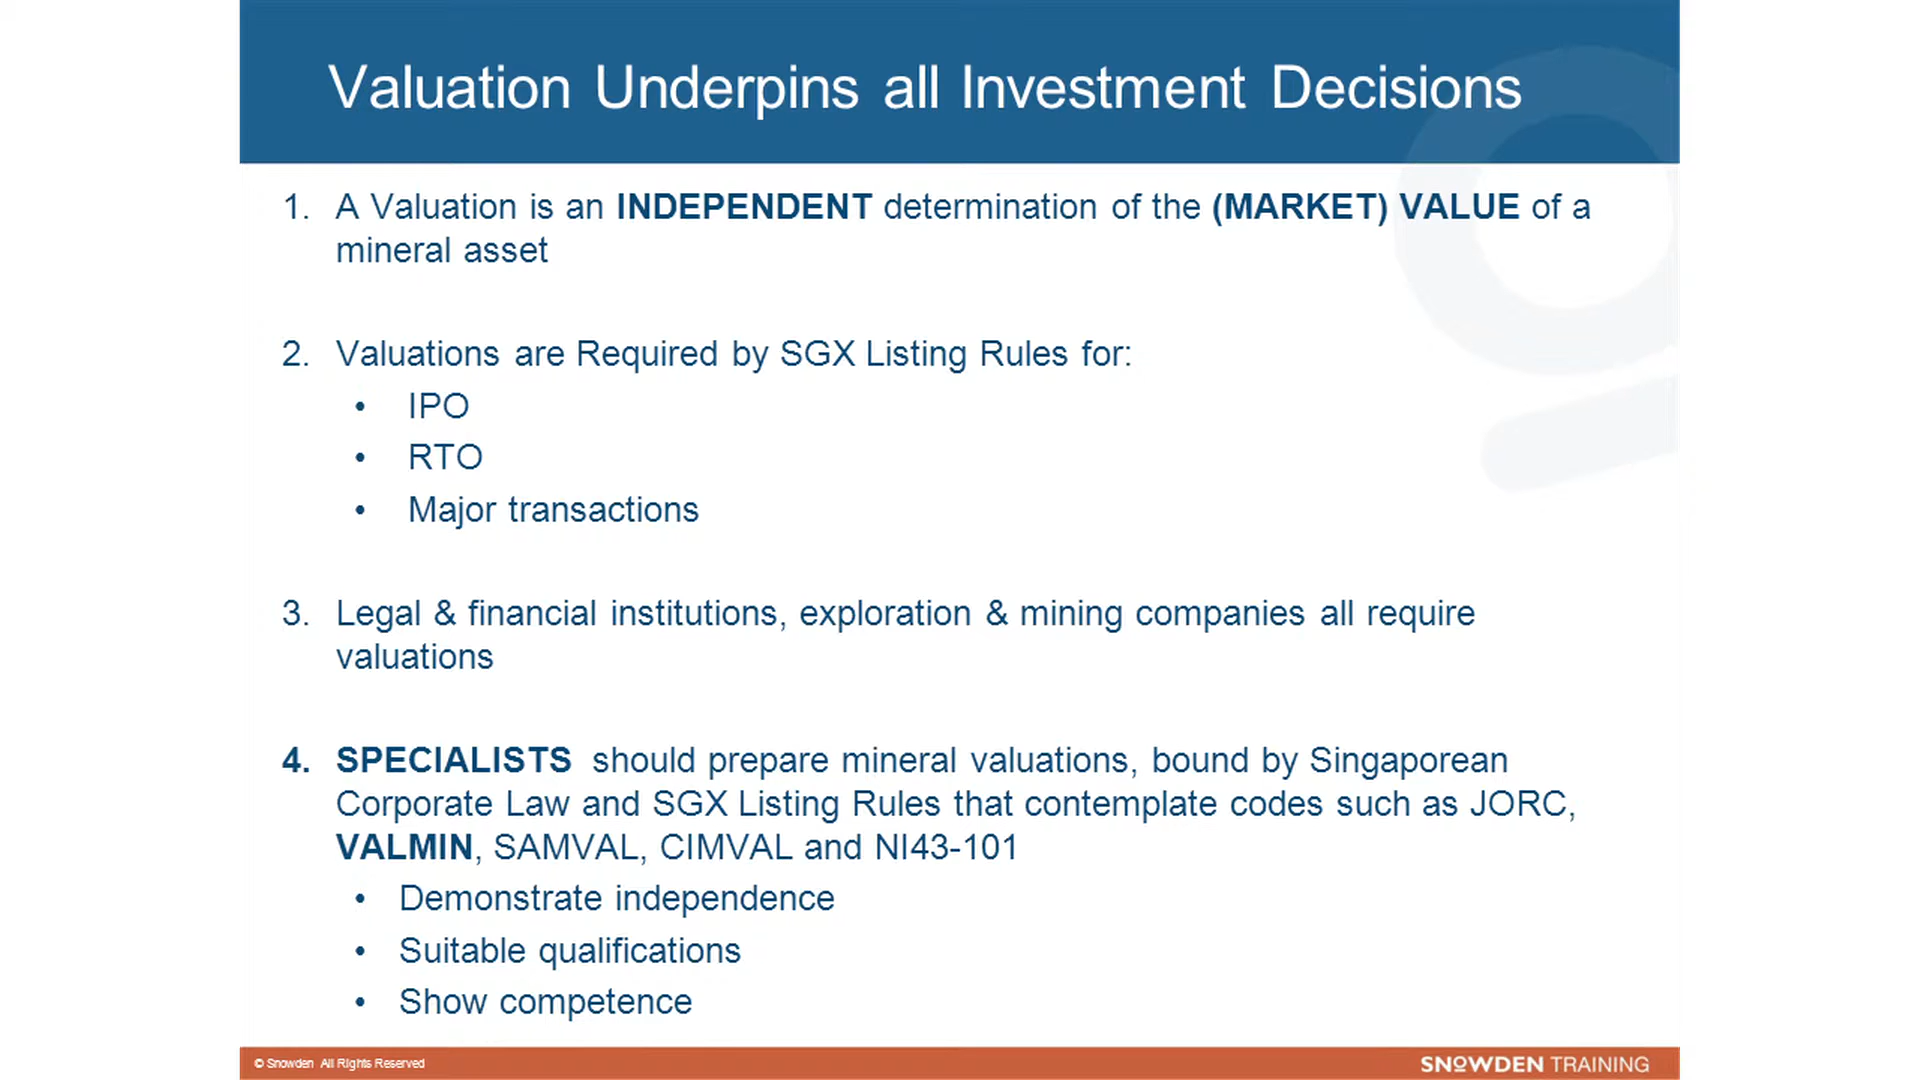 Valuation Underpins all Investment Decisions
1. A Valuation is an INDEPENDENT determination of the (MARKET) VALUE of a
mineral asset
2. Valuations are Required by SGX Listing Rules for:
• IPO
• RTO
• Major transactions
3. Legal & financial institutions, exploration & mining companies all require
valuations
4. SPECIALISTS should prepare mineral valuations, bound by Singaporean
Corporate Law and SGX Listing Rules that contemplate codes such as JORC,
VALMIN, SAMVAL, CIMVAL and NI43-101
• Demonstrate independence
• Suitable qualifications
• Show competence
© Snowden All Rights Reserved
SNOWDEN TRAINING